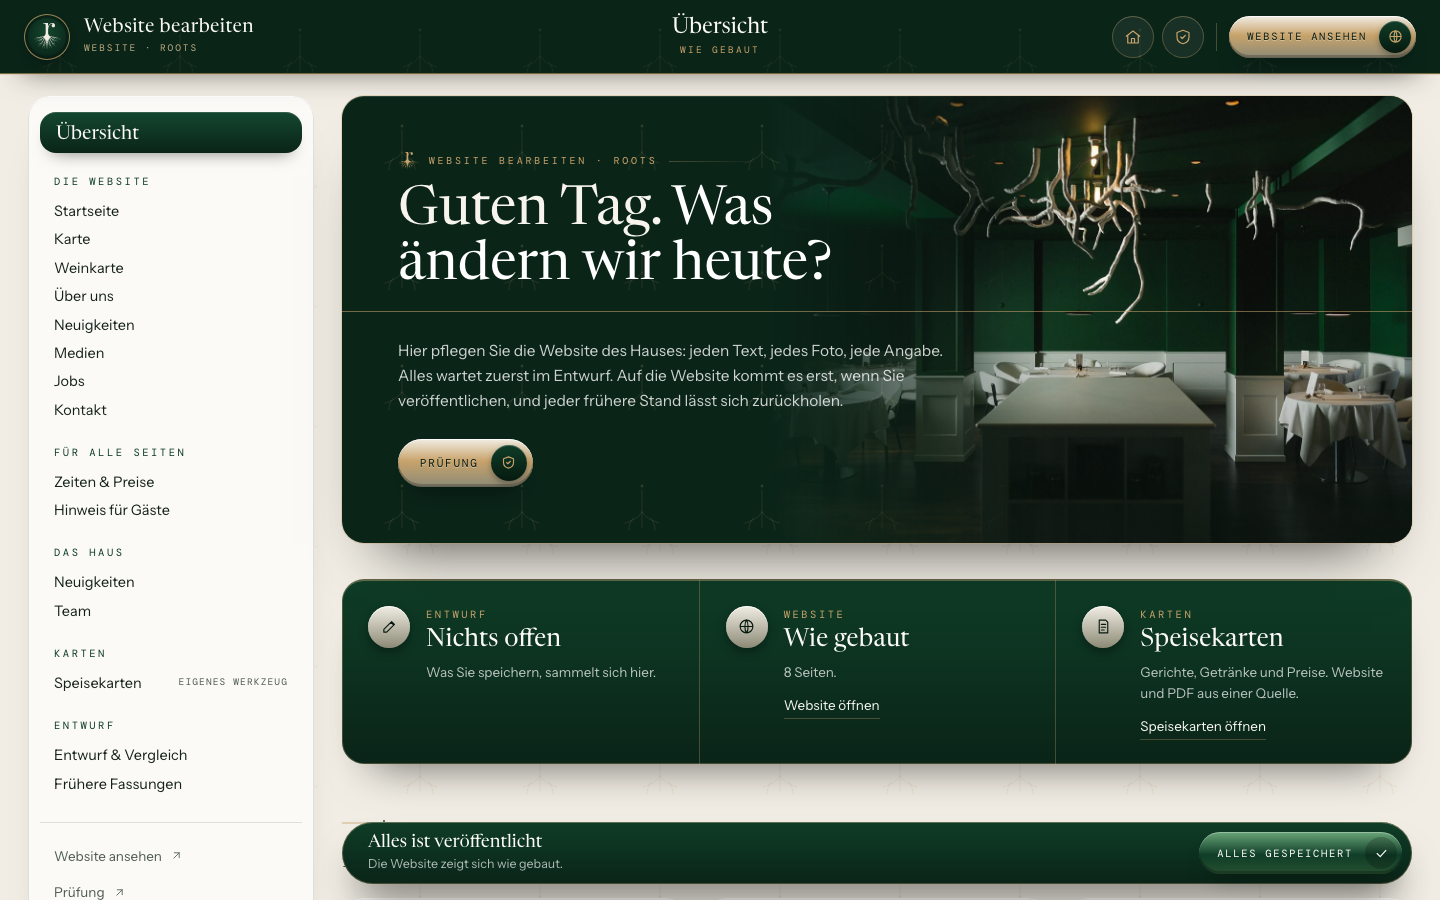 Website bearbeiten
WEBSITE · ROOTS
Übersicht
WIE GEBAUT
WEBSITE ANSEHEN
Übersicht
DIE WEBSITE
Startseite
Karte
Weinkarte
Über uns
Neuigkeiten
Medien
Jobs
Kontakt
FÜR ALLE SEITEN
Zeiten & Preise
Hinweis für Gäste
DAS HAUS
Neuigkeiten
Team
KARTEN
Speisekarten
EIGENES WERKZEUG
ENTWURF
Entwurf & Vergleich
Frühere Fassungen
Website ansehen
Prüfung
WEBSITE BEARBEITEN · ROOTS
Guten Tag. Was
ändern wir heute?
Hier pflegen Sie die Website des Hauses: jeden Text, jedes Foto, jede Angabe.
Alles wartet zuerst im Entwurf. Auf die Website kommt es erst, wenn Sie
veröffentlichen, und jeder frühere Stand lässt sich zurückholen.
PRÜFUNG
ENTWURF
Nichts offen
Was Sie speichern, sammelt sich hier.
WEBSITE
Wie gebaut
8 Seiten.
Website öffnen
KARTEN
Speisekarten
Gerichte, Getränke und Preise. Website
und PDF aus einer Quelle.
Speisekarten öffnen
Alles ist veröffentlicht
Die Website zeigt sich wie gebaut.
ALLES GESPEICHERT